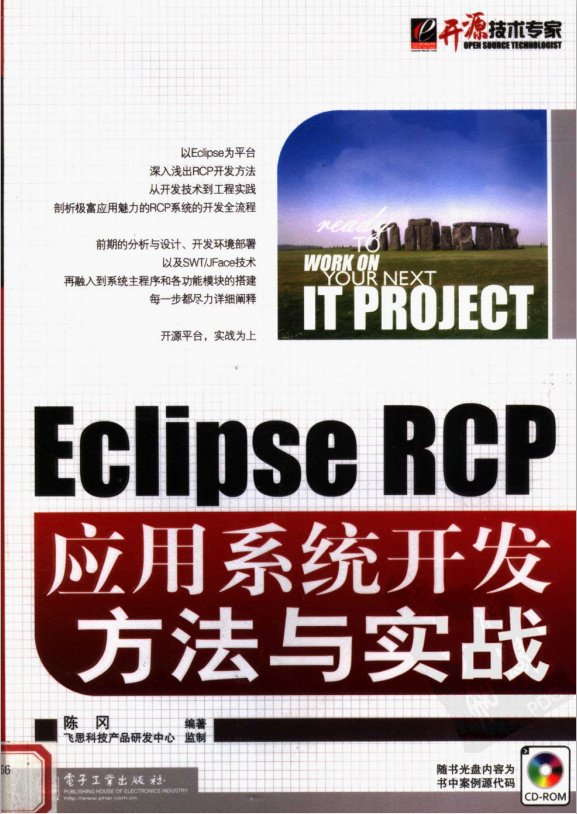 开源技术专家
OPEN SOURCE TECHNOLOGIST
以Eclipse为平台
深入浅出RCP开发方法
从开发技术到工程实践
剖析极富应用魅力的RCP系统的开发全流程
前期的分析与设计、开发环境部署
以及SWT/JFace技术
再融入到系统主程序和各功能模块的搭建
每一步都尽力详细阐释
开源平台，实战为上
ready
TO
WORK ON
YOUR NEXT
IT PROJECT
Eclipse RCP
应用系统开发
方法与实战
陈 冈 编著
飞思科技产品研发中心 监制
56
電子工業出版社
PUBLISHING HOUSE OF ELECTRONICS INDUSTRY
http://www.phei.com.cn
随书光盘内容为
书中案例源代码
CD-ROM